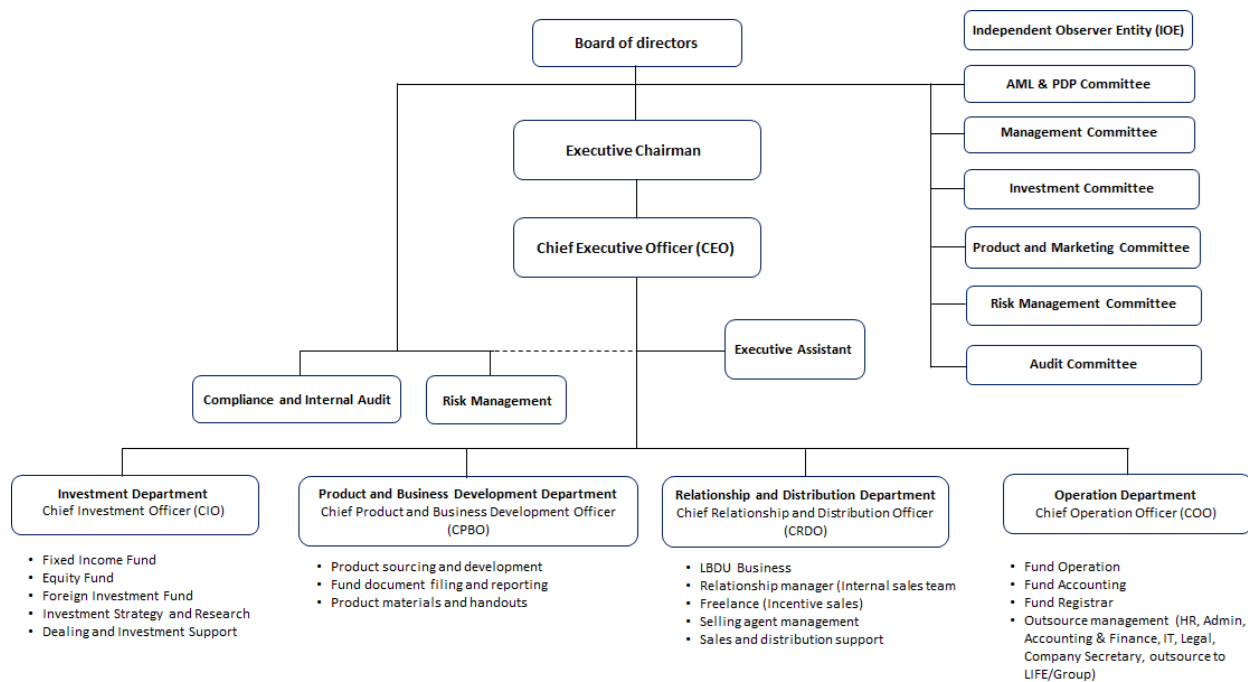 Board of directors
Independent Observer Entity (IOE)
AML & PDP Committee
Executive Chairman
Management Committee
Investment Committee
Chief Executive Officer (CEO)
Product and Marketing Committee
Risk Management Committee
Executive Assistant
Audit Committee
Compliance and Internal Audit
Risk Management
Investment Department
Chief Investment Officer (CIO)
• Fixed Income Fund
• Equity Fund
• Foreign Investment Fund
• Investment Strategy and Research
• Dealing and Investment Support
Product and Business Development Department
Chief Product and Business Development Officer
(CPBO)
• Product sourcing and development
• Fund document filing and reporting
• Product materials and handouts
Relationship and Distribution Department
Chief Relationship and Distribution Officer
(CRDO)
• LBDU Business
• Relationship manager (Internal sales team
• Freelance (Incentive sales)
• Selling agent management
• Sales and distribution support
Operation Department
Chief Operation Officer (COO)
• Fund Operation
• Fund Accounting
• Fund Registrar
• Outsource management (HR, Admin,
Accounting & Finance, IT, Legal,
Company Secretary, outsource to
LIFE/Group)